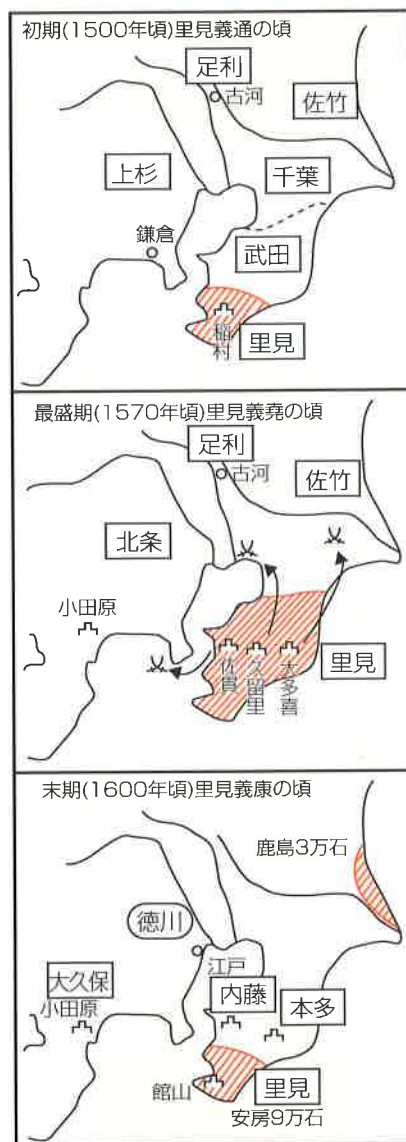 初期(1500年頃)里見義通の頃
足利
古河
佐竹
上杉
千葉
鎌倉
武田
稲村
里見
最盛期(1570年頃)里見義堯の頃
足利
古河
佐竹
北条
小田原
佐貫
久留里
大多喜
里見
末期(1600年頃)里見義康の頃
鹿島3万石
徳川
江戸
大久保
小田原
内藤
本多
館山
里見
安房9万石